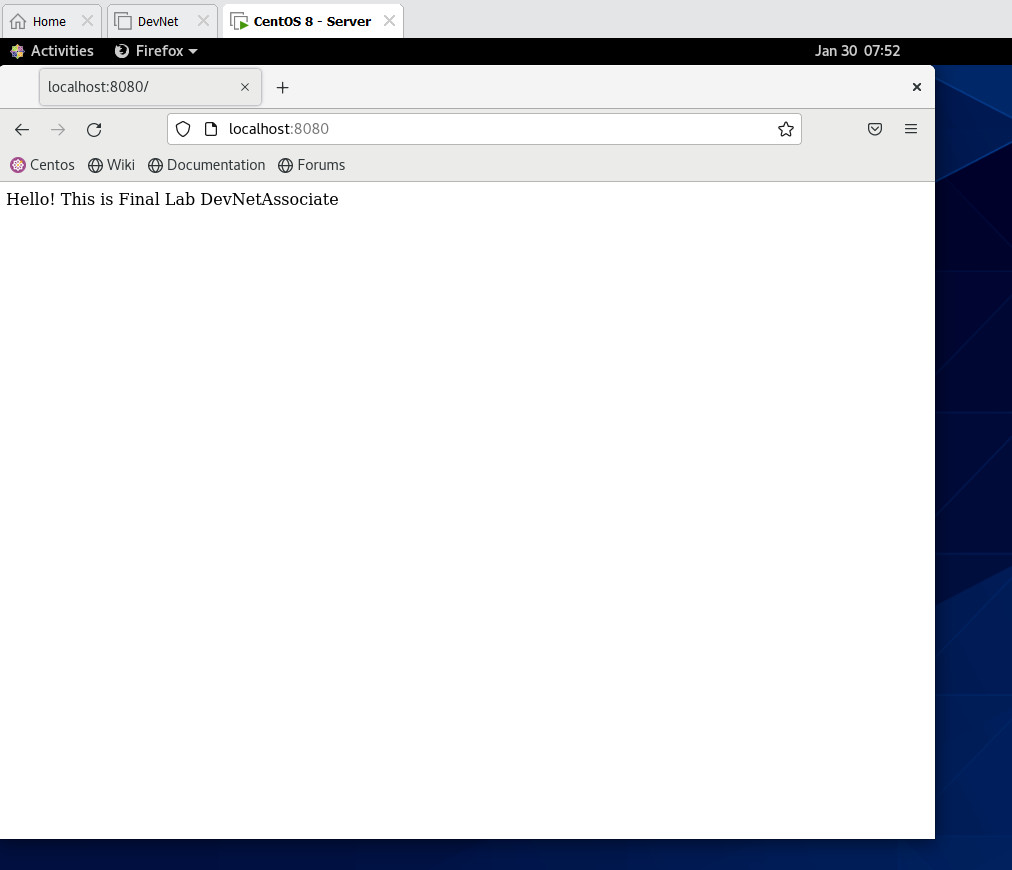 Home DevNet CentOS 8 - Server
Activities Firefox Jan 30 07:52
localhost:8080/
localhost:8080
Centos Wiki Documentation Forums
Hello! This is Final Lab DevNetAssociate